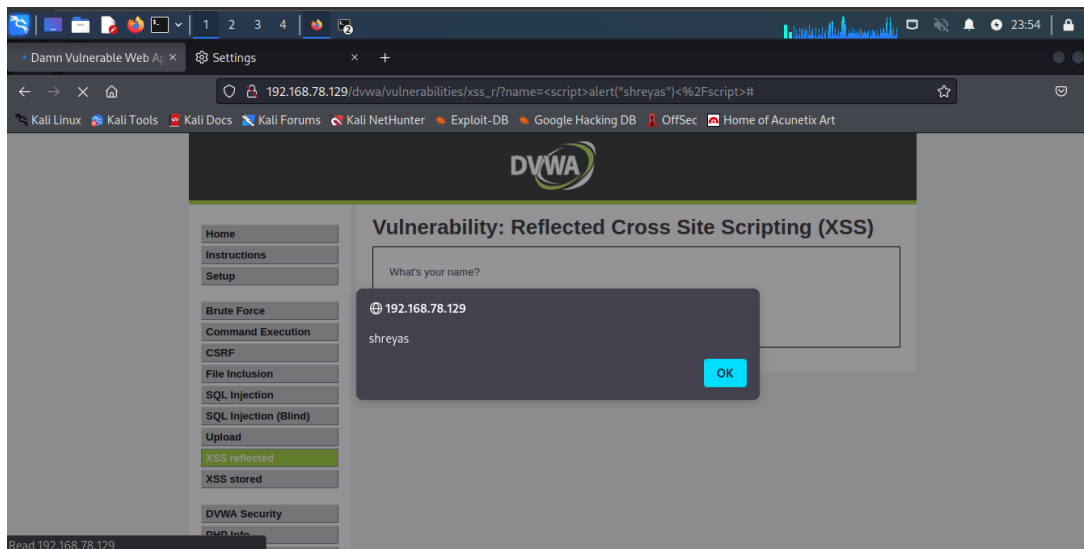 1 2 3 4 2 23:54
Damn Vulnerable Web Ap × Settings × +
192.168.78.129/dvwa/vulnerabilities/xss_r/?name=<script>alert("shreyas")<%2Fscript>#
Kali Linux Kali Tools Kali Docs Kali Forums Kali NetHunter Exploit-DB Google Hacking DB OffSec Home of Acunetix Art
DVWA
Vulnerability: Reflected Cross Site Scripting (XSS)
What's your name?
192.168.78.129
shreyas
OK
Home
Instructions
Setup
Brute Force
Command Execution
CSRF
File Inclusion
SQL Injection
SQL Injection (Blind)
Upload
XSS reflected
XSS stored
DVWA Security
PHP Info
Read 192.168.78.129